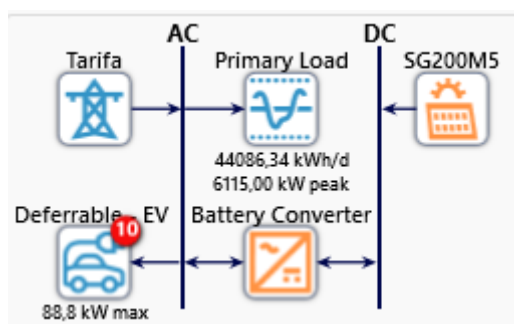 AC
DC
Tarifa
Primary Load
SG200M5
44086,34 kWh/d
6115,00 kW peak
Deferrable - EV
10
Battery Converter
88,8 kW max